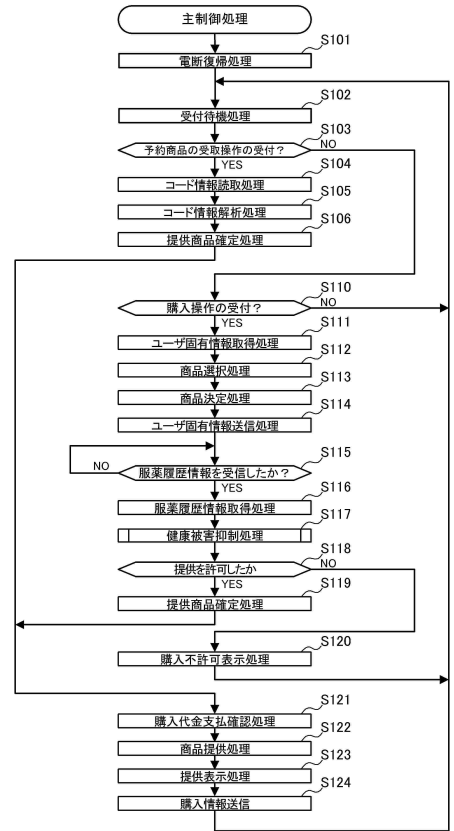 主制御処理
S101
電断復帰処理
S102
受付待機処理
S103
予約商品の受取操作の受付？
NO
YES
S104
コード情報読取処理
S105
コード情報解析処理
S106
提供商品確定処理
S110
購入操作の受付？
NO
YES
S111
ユーザ固有情報取得処理
S112
商品選択処理
S113
商品決定処理
S114
ユーザ固有情報送信処理
S115
NO
服薬履歴情報を受信したか？
YES
S116
服薬履歴情報取得処理
S117
健康被害抑制処理
S118
提供を許可したか
NO
YES
S119
提供商品確定処理
S120
購入不許可表示処理
S121
購入代金支払確認処理
S122
商品提供処理
S123
提供表示処理
S124
購入情報送信